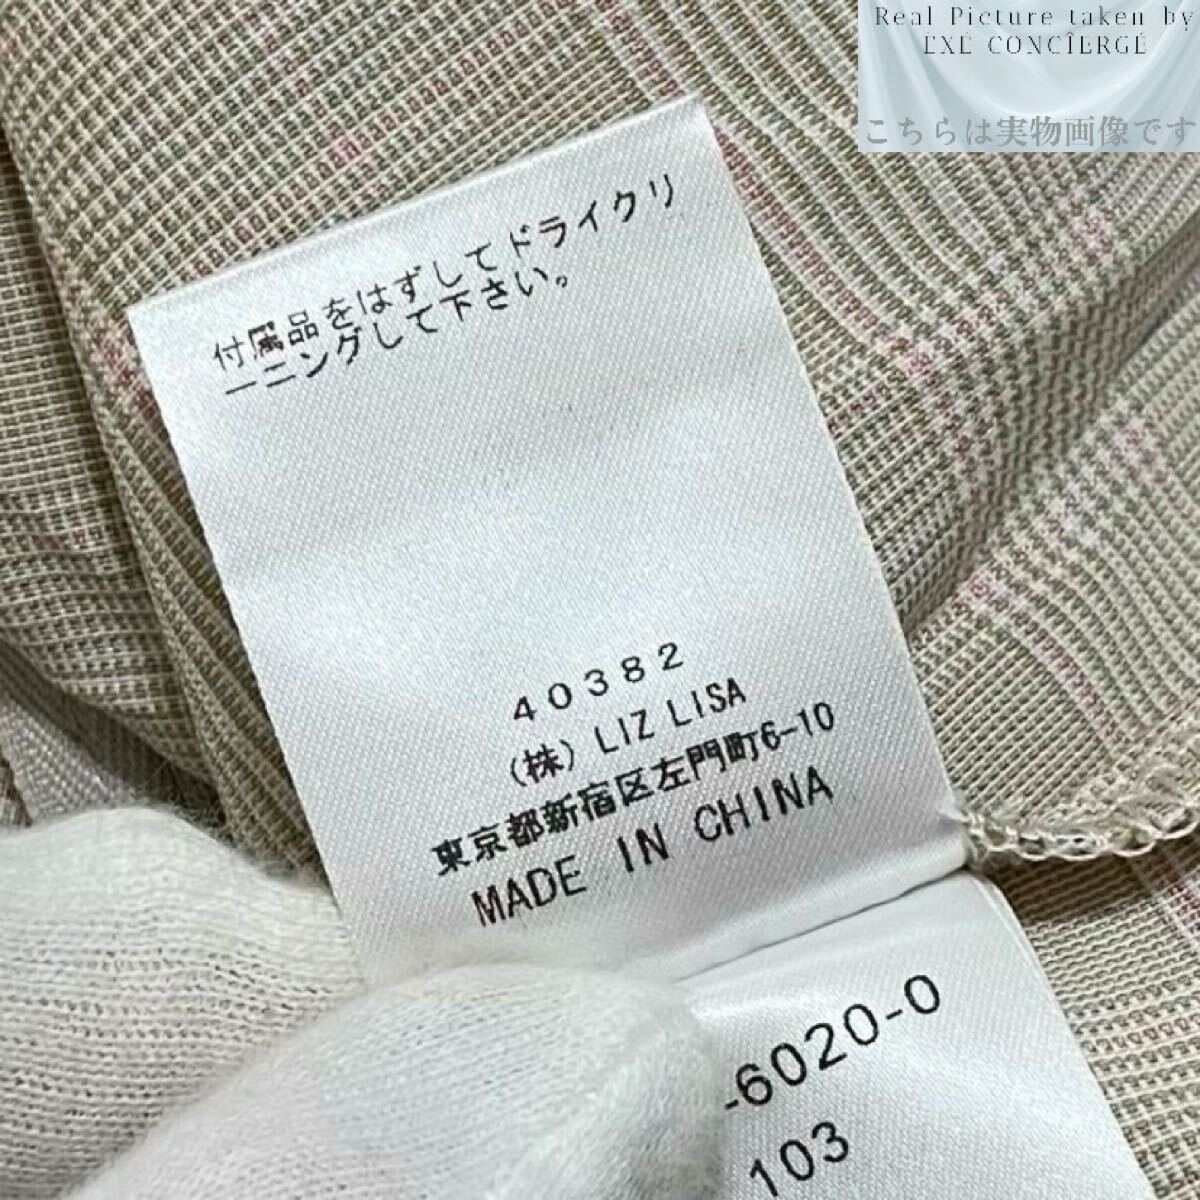 Real Picture taken by
EXE CONCIERGE
こちらは実物画像です
付属品をはずしてドライクリ
ーニングして下さい。
40382
(株) LIZ LISA
東京都新宿区左門町6-10
MADE IN CHINA
-6020-0
103